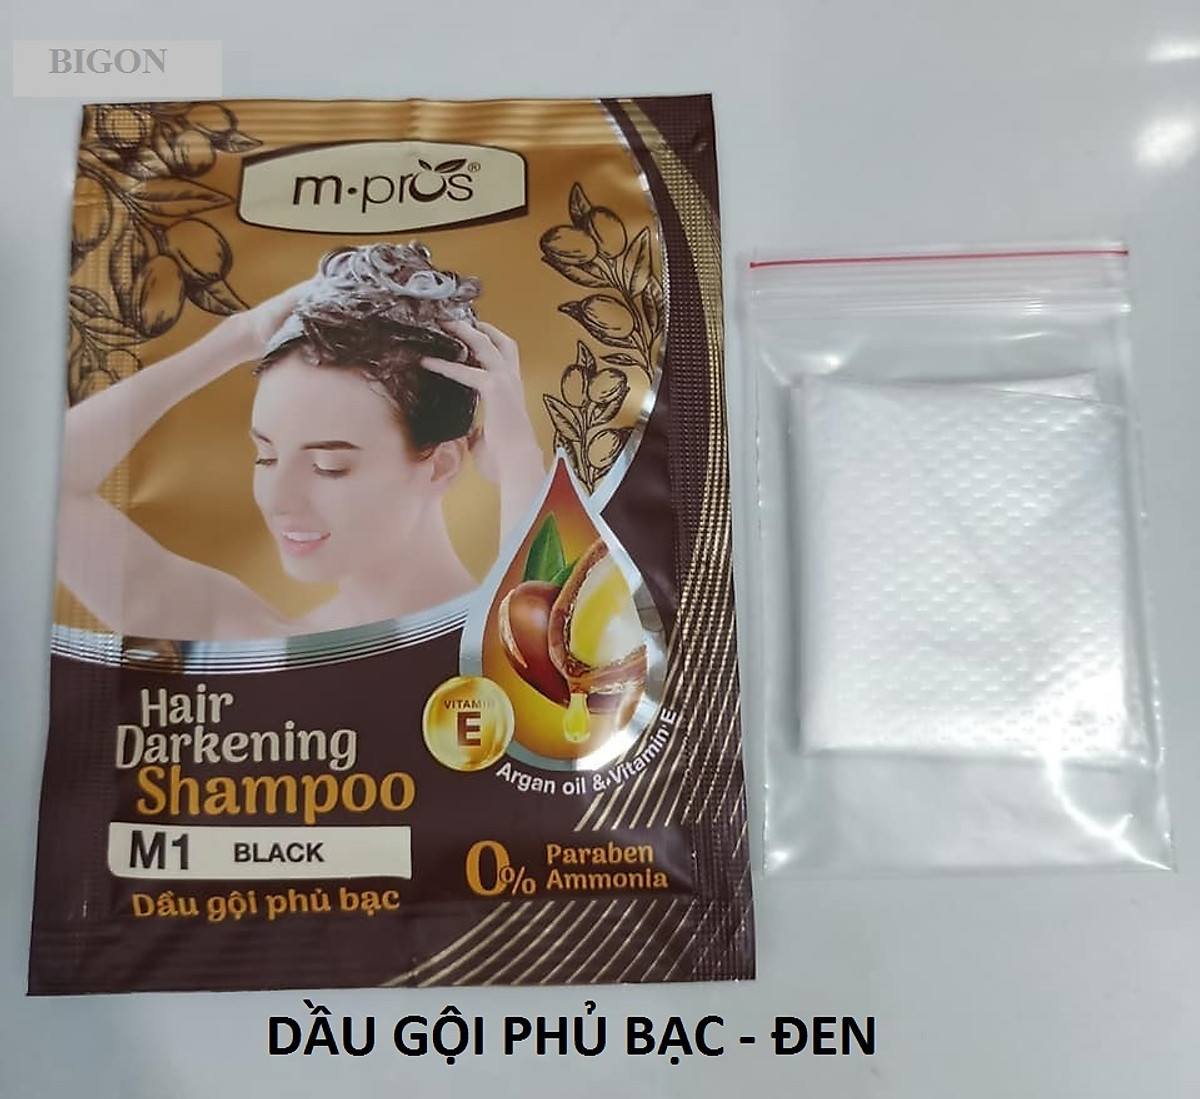 BIGON
m·pros®
VITAMIN
E
Argan oil & Vitamin E
Hair
Darkening
Shampoo
M1 BLACK
Dầu gội phủ bạc
0% Paraben
Ammonia
DẦU GỘI PHỦ BẠC - ĐEN